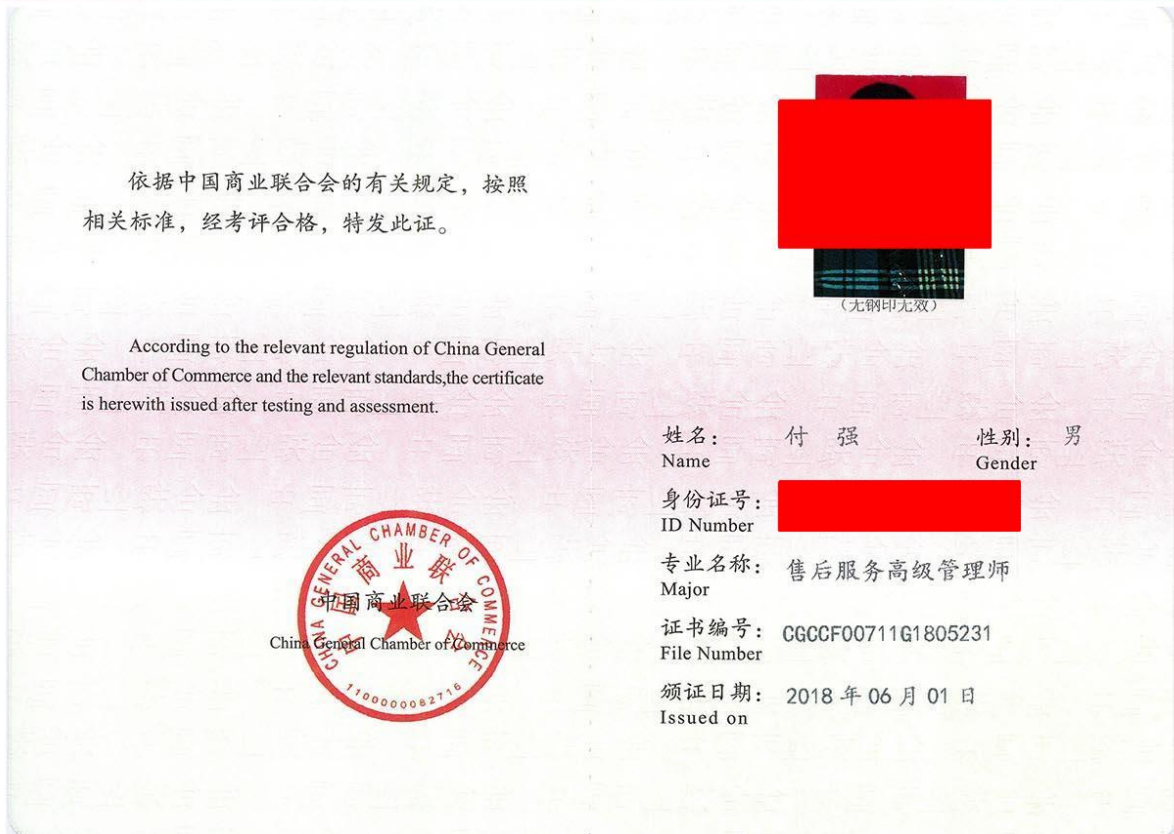 依据中国商业联合会的有关规定，按照
相关标准，经考评合格，特发此证。
According to the relevant regulation of China General
Chamber of Commerce and the relevant standards,the certificate
is herewith issued after testing and assessment.
CHINA GENERAL CHAMBER OF COMMERCE
中国商业联合会
中国商业联合会
China General Chamber of Commerce
1100000082716
（无钢印无效）
姓名： 付 强 性别： 男
Name Gender
身份证号：
ID Number
专业名称： 售后服务高级管理师
Major
证书编号： CGCCF00711G1805231
File Number
颁证日期： 2018 年 06 月 01 日
Issued on